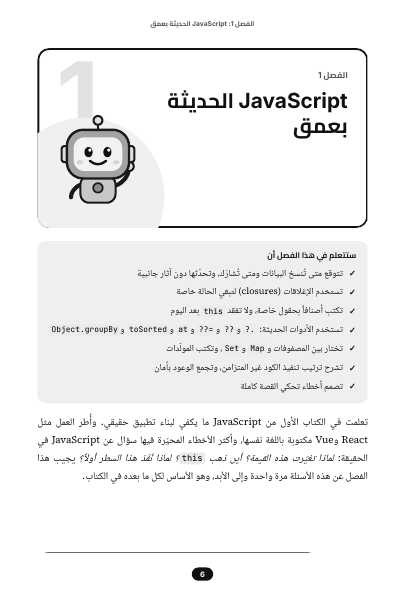 الفصل 1: JavaScript الحديثة بعمق
1
الفصل 1
JavaScript الحديثة
بعمق
ستتعلم في هذا الفصل أن
✓ تتوقع متى تُنسخ البيانات ومتى تُشارَك، وتحدّثها دون آثار جانبية
✓ تستخدم الإغلاقات (closures) لتبقي الحالة خاصة
✓ تكتب أصنافاً بحقول خاصة، ولا تفقد this بعد اليوم
✓ تستخدم الأدوات الحديثة: ?. و ?? و ??= و at و toSorted و Object.groupBy
✓ تختار بين المصفوفات و Map و Set، وتكتب المولّدات
✓ تشرح ترتيب تنفيذ الكود غير المتزامن، وتجمع الوعود بأمان
✓ تصمم أخطاء تحكي القصة كاملة
تعلمت في الكتاب الأول من JavaScript ما يكفي لبناء تطبيق حقيقي. وأُطر العمل مثل
React وVue مكتوبة باللغة نفسها، وأكثر الأخطاء المحيّرة فيها سؤال عن JavaScript في
الحقيقة: لماذا تغيّرت هذه القيمة؟ أين ذهب this؟ لماذا نُفّذ هذا السطر أولاً؟ يجيب هذا
الفصل عن هذه الأسئلة مرة واحدة وإلى الأبد، وهو الأساس لكل ما بعده في الكتاب.
6